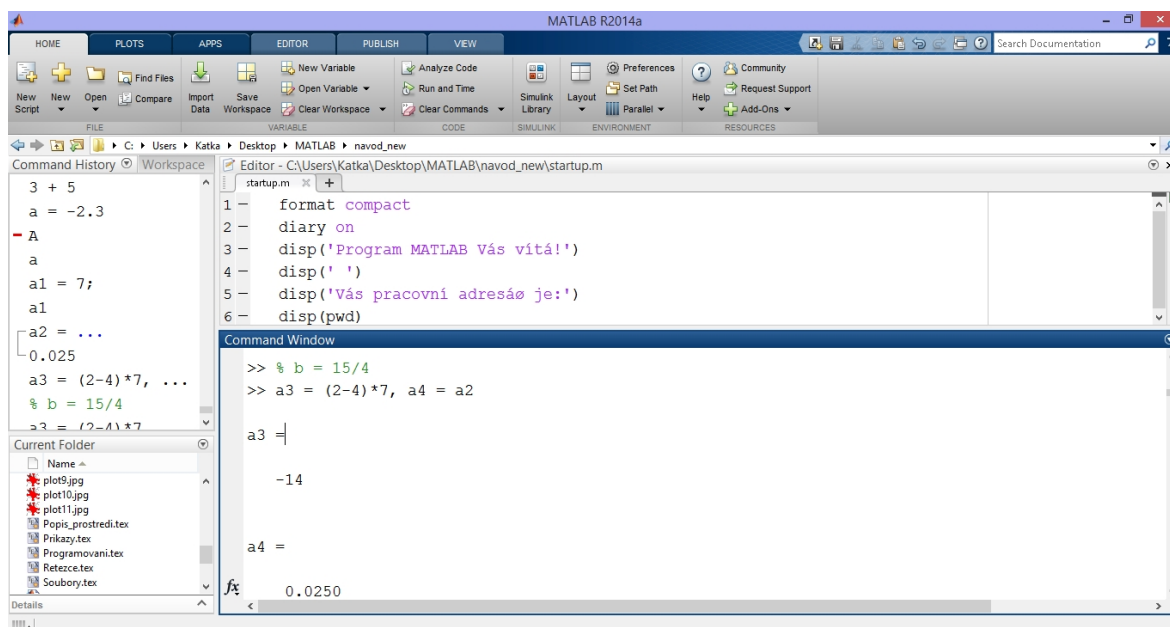 MATLAB R2014a
HOME PLOTS APPS EDITOR PUBLISH VIEW
Search Documentation
New Script
New
Open
Find Files
Compare
FILE
Import Data
Save Workspace
New Variable
Open Variable
Clear Workspace
VARIABLE
Analyze Code
Run and Time
Clear Commands
CODE
Simulink Library
SIMULINK
Layout
Preferences
Set Path
Parallel
ENVIRONMENT
Help
Community
Request Support
Add-Ons
RESOURCES
C: Users Katka Desktop MATLAB navod_new
Command History Workspace
3 + 5
a = -2.3
A
a
a1 = 7;
a1
a2 = ...
0.025
a3 = (2-4)*7, ...
% b = 15/4
a3 = (2-4)*7
Current Folder
Name
plot9.jpg
plot10.jpg
plot11.jpg
Popis_prostredi.tex
Prikazy.tex
Programovani.tex
Retezce.tex
Soubory.tex
Details
Editor - C:\Users\Katka\Desktop\MATLAB\navod_new\startup.m
startup.m +
1 - format compact
2 - diary on
3 - disp('Program MATLAB Vás vítá!')
4 - disp(' ')
5 - disp('Vás pracovní adresáø je:')
6 - disp(pwd)
Command Window
>> % b = 15/4
>> a3 = (2-4)*7, a4 = a2
a3 =
-14
a4 =
fx 0.0250